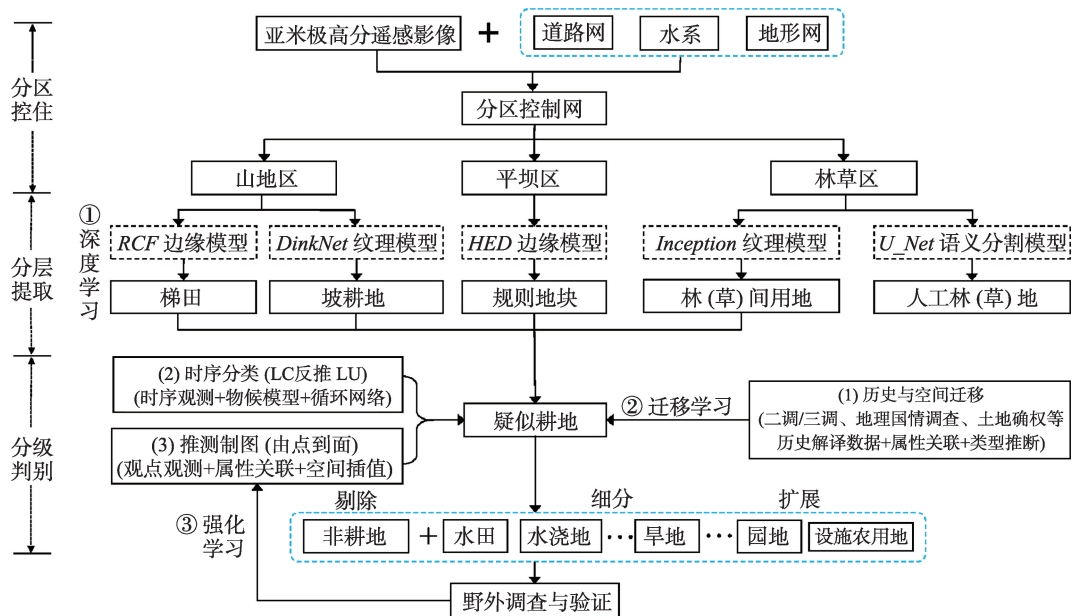 亚米极高分遥感影像 + 道路网 水系 地形网
分区
控住
分区控制网
山地区 平坝区 林草区
①
深
度
学
习
RCF 边缘模型 DinkNet 纹理模型 HED 边缘模型 Inception 纹理模型 U_Net 语义分割模型
分层
提取
梯田 坡耕地 规则地块 林 (草) 间用地 人工林 (草) 地
(2) 时序分类 (LC反推 LU)
(时序观测+物候模型+循环网络)
疑似耕地
② 迁移学习
(1) 历史与空间迁移
(二调/三调、地理国情调查、土地确权等
历史解译数据+属性关联+类型推断)
分级
判别
(3) 推测制图 (由点到面)
(观点观测+属性关联+空间插值)
剔除 细分 扩展
③ 强化
学习
非耕地 + 水田 水浇地 … 旱地 … 园地 设施农用地
野外调查与验证